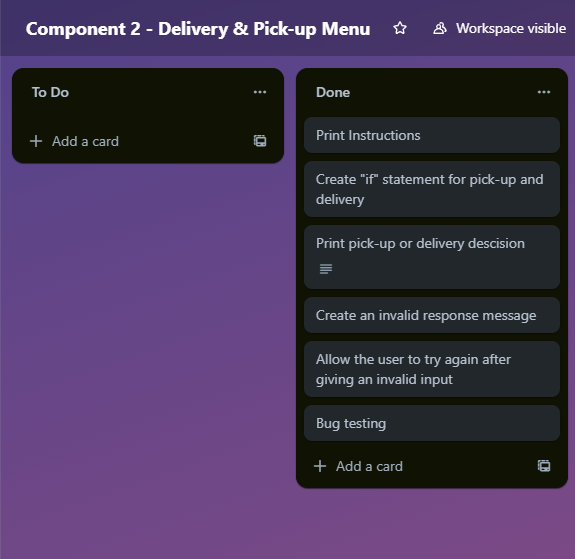 Component 2 - Delivery & Pick-up Menu
Workspace visible
To Do
Add a card
Done
Print Instructions
Create "if" statement for pick-up and
delivery
Print pick-up or delivery descision
Create an invalid response message
Allow the user to try again after
giving an invalid input
Bug testing
Add a card